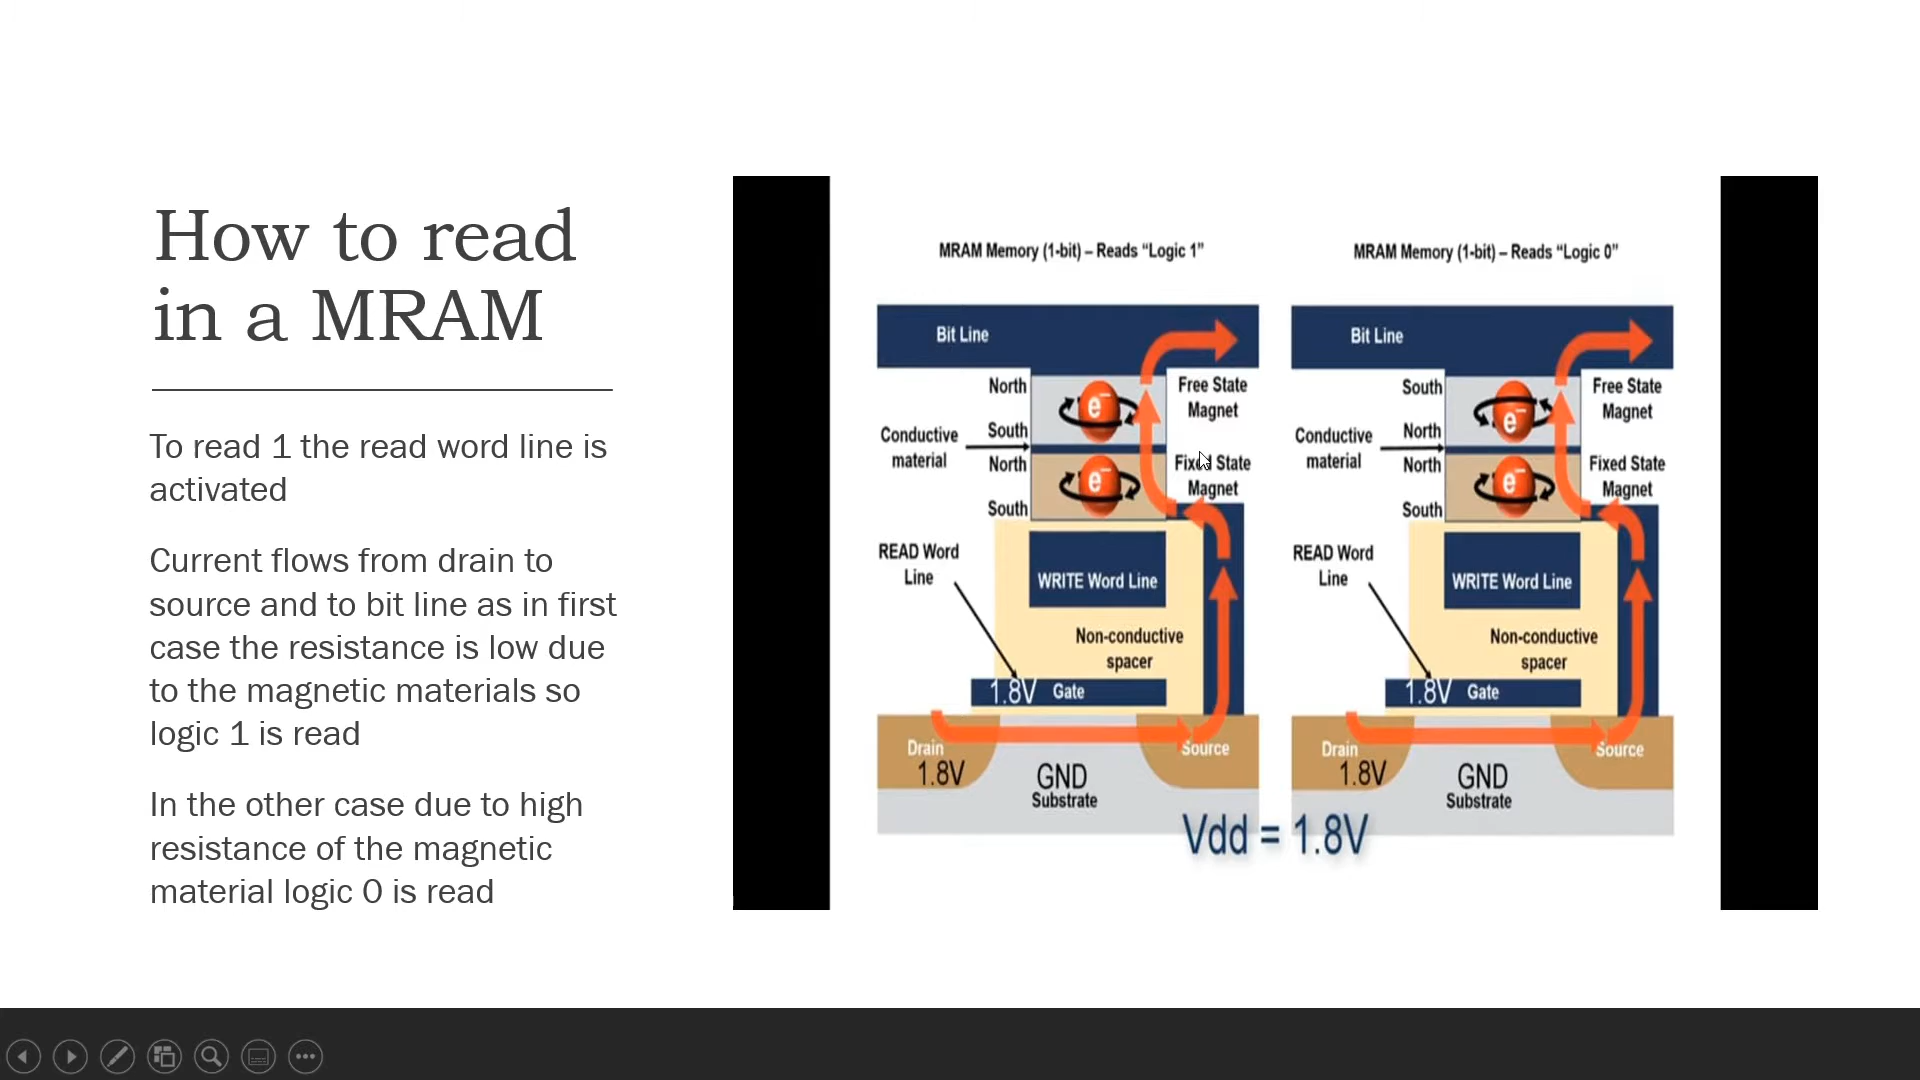 How to read
in a MRAM
To read 1 the read word line is
activated
Current flows from drain to
source and to bit line as in first
case the resistance is low due
to the magnetic materials so
logic 1 is read
In the other case due to high
resistance of the magnetic
material logic 0 is read
MRAM Memory (1-bit) – Reads “Logic 1”
Bit Line
North
Free State
Magnet
e⁻
South
Conductive
material
North
Fixed State
Magnet
e⁻
South
READ Word
Line
WRITE Word Line
Non-conductive
spacer
1.8V Gate
Drain
1.8V
Source
GND
Substrate
MRAM Memory (1-bit) – Reads “Logic 0”
Bit Line
South
Free State
Magnet
e⁻
North
Conductive
material
North
Fixed State
Magnet
e⁻
South
READ Word
Line
WRITE Word Line
Non-conductive
spacer
1.8V Gate
Drain
1.8V
Source
GND
Substrate
Vdd = 1.8V